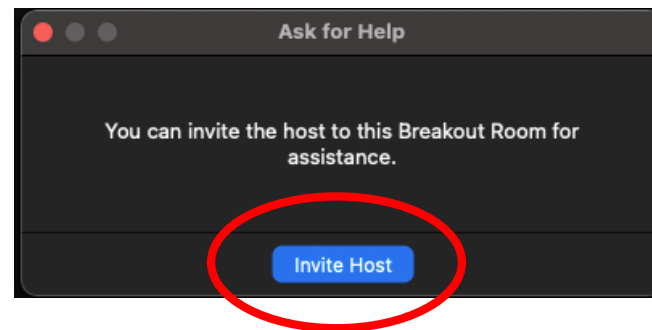 Ask for Help
You can invite the host to this Breakout Room for
assistance.
Invite Host